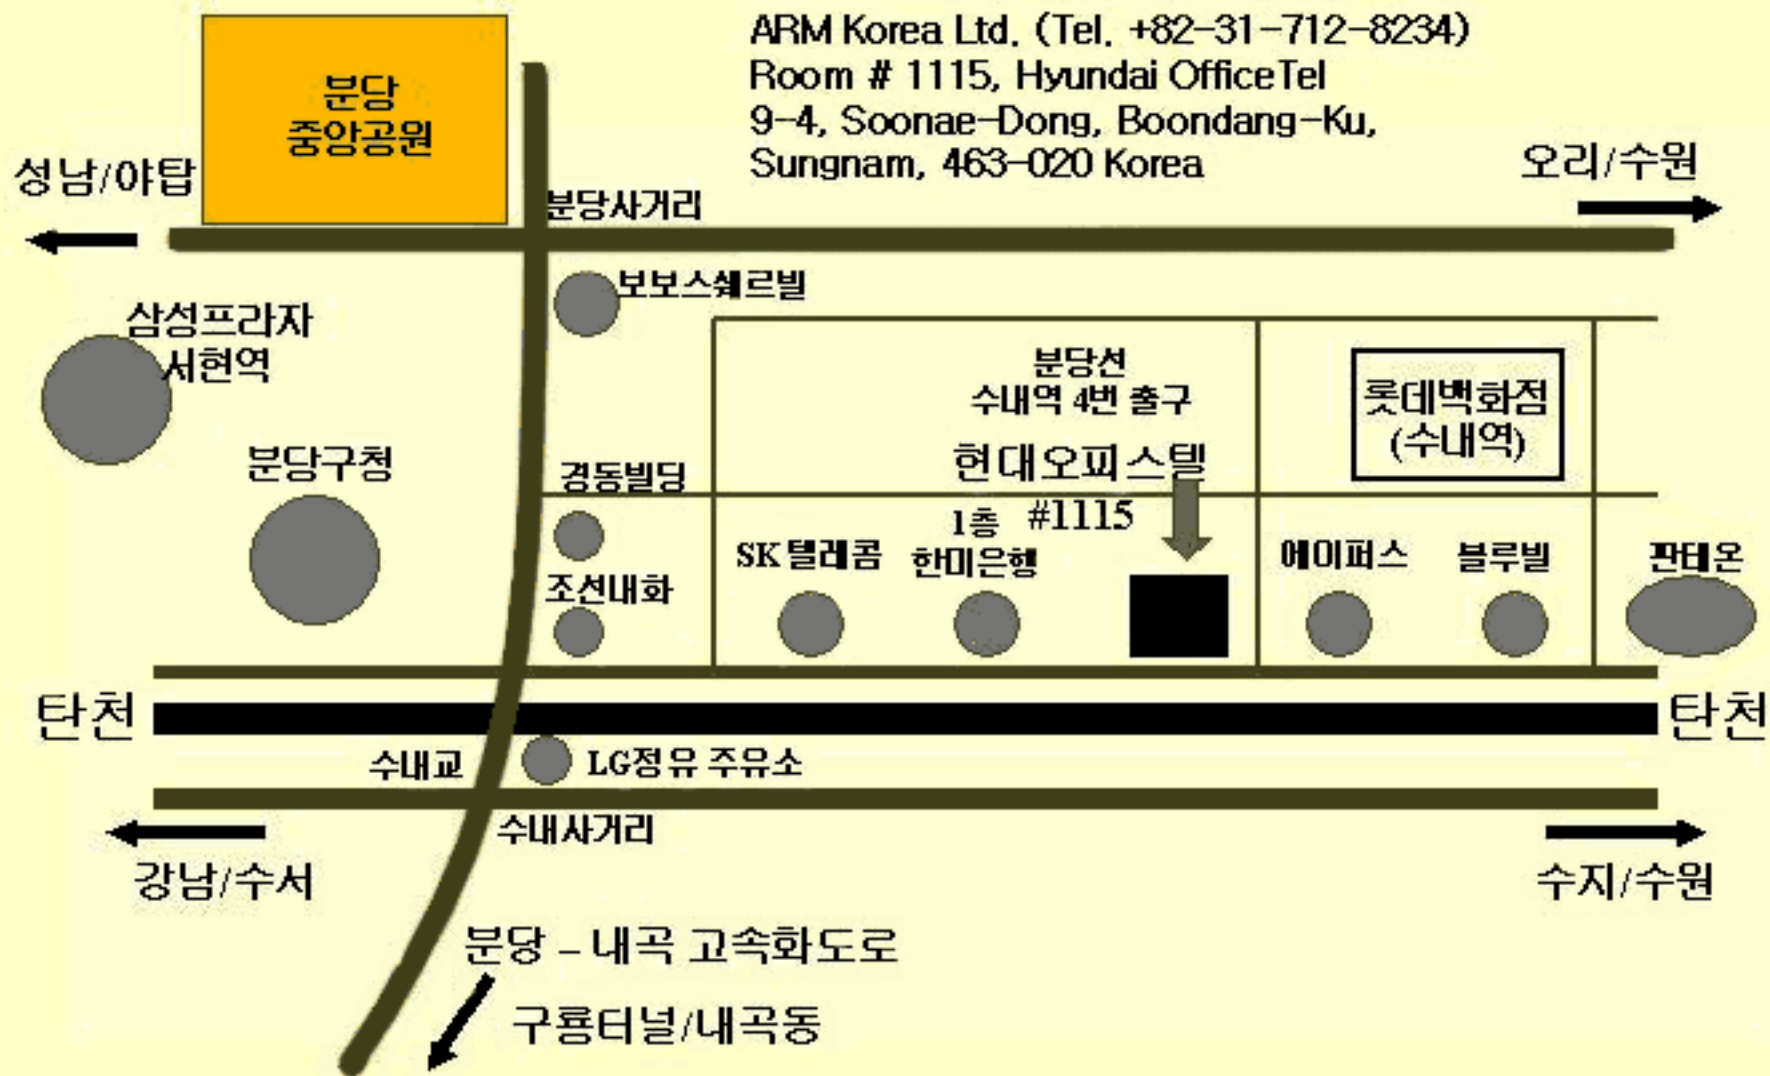 ARM Korea Ltd. (Tel. +82-31-712-8234)
Room # 1115, Hyundai OfficeTel
9-4, Soonae-Dong, Boondang-Ku,
Sungnam, 463-020 Korea
분당
중앙공원
성남/야탑
오리/수원
분당사거리
보보스쉐르빌
삼성프라자
서현역
분당선
수내역 4번 출구
롯데백화점
(수내역)
현대오피스텔
#1115
분당구청
경동빌딩
조선내화
SK 텔레콤
1층
한미은행
에이퍼스
블루빌
판테온
탄천
탄천
수내교
LG정유 주유소
수내사거리
강남/수서
수지/수원
분당 – 내곡 고속화도로
구룡터널/내곡동